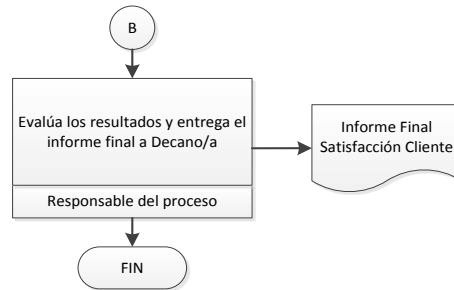 B
Evalúa los resultados y entrega el
informe final a Decano/a
Informe Final
Satisfacción Cliente
Responsable del proceso
FIN